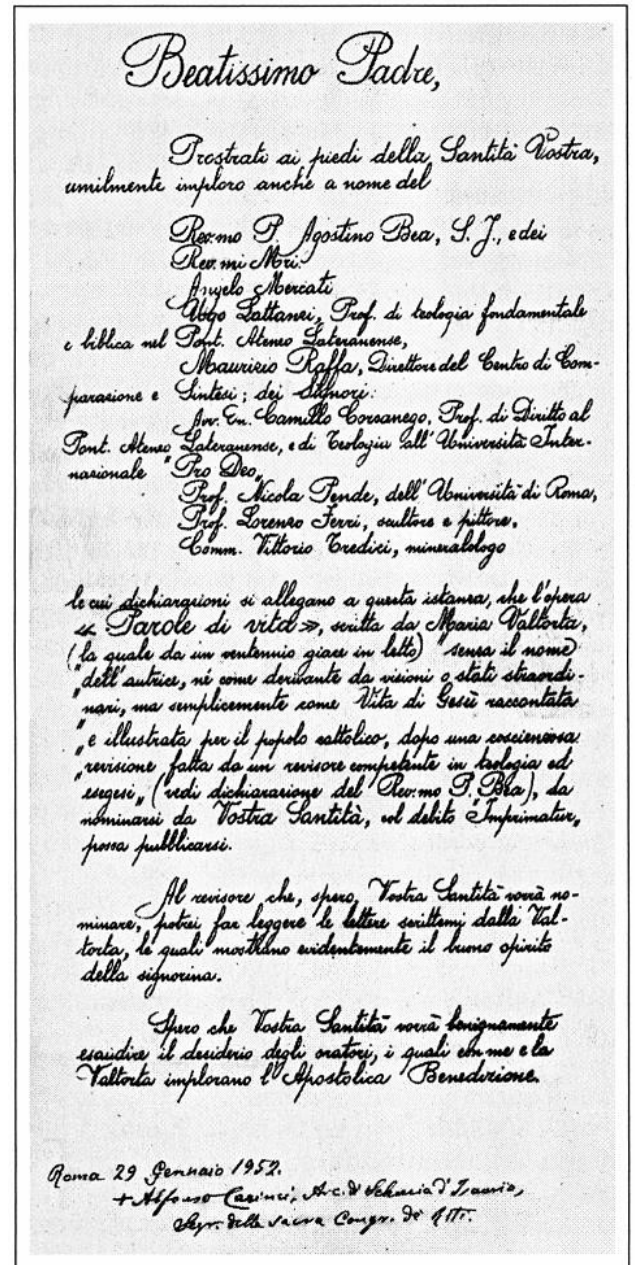 Beatissimo Padre,
Prostrati ai piedi della Santità Vostra,
umilmente imploro anche a nome del
Rev.mo P. Agostino Bea, S. J., e dei
Rev.mi Mri.
Angelo Mercati
Ugo Lattanzi, Prof. di teologia fondamentale
e biblica nel Pont. Ateneo Lateranense,
Maurizio Raffa, Direttore del Centro di Com-
parazione e Sintesi; dei Signori:
Avv. En. Camillo Corsanego, Prof. di Diritto al
Pont. Ateneo Lateranense, e di Teologia all'Università Inter-
nazionale "Pro Deo"
Prof. Nicola Pende, dell'Università di Roma,
Prof. Lorenzo Ferri, scultore e pittore,
Comm. Vittorio Tredici, mineralologo
le cui dichiarazioni si allegano a questa istanza, che l'opera
« Parole di vita », scritta da Maria Valtorta,
(la quale da un ventennio giace in letto) "senza il nome
"dell'autrice, nè come derivante da visioni o stati straordi-
"nari, ma semplicemente come Vita di Gesù raccontata
"e illustrata per il popolo cattolico, dopo una coscienziosa
"revisione fatta da un revisore competente in teologia ed
esegesi" (vedi dichiarazione del Rev.mo P. Bea), da
nominarsi da Vostra Santità, col debito Imprimatur,
possa pubblicarsi.
Al revisore che, spero, Vostra Santità vorrà no-
minare, potrei far leggere le lettere scrittemi dalla Val-
torta, le quali mostrano evidentemente il buono spirito
della signorina.
Spero che Vostra Santità vorrà benignamente
esaudire il desiderio degli oratori, i quali con me e la
Valtorta implorano l'Apostolica Benedizione.
Roma 29 Gennaio 1952.
+ Alfonso Carinci, Arc. di Seleucia d'Isauria,
Segr. della sacra Congr. dei Riti.